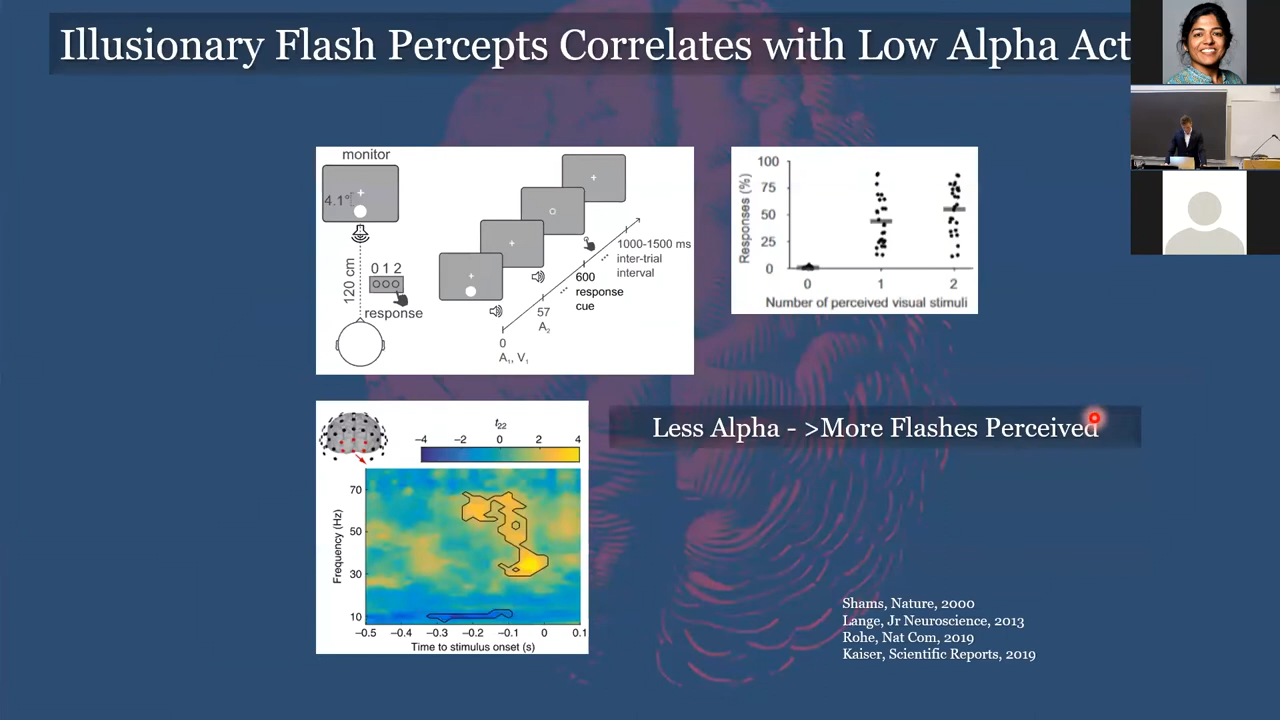 Illusionary Flash Percepts Correlates with Low Alpha Act
monitor
4.1°
120 cm
0 1 2
response
0
A₁, V₁
57
A₂
600
response
cue
1000-1500 ms
inter-trial
interval
Responses (%)
100
75
50
25
0
0 1 2
Number of perceived visual stimuli
t₂₂
−4 −2 0 2 4
Frequency (Hz)
70
50
30
10
−0.5 −0.4 −0.3 −0.2 −0.1 0 0.1
Time to stimulus onset (s)
Less Alpha - >More Flashes Perceived
Shams, Nature, 2000
Lange, Jr Neuroscience, 2013
Rohe, Nat Com, 2019
Kaiser, Scientific Reports, 2019